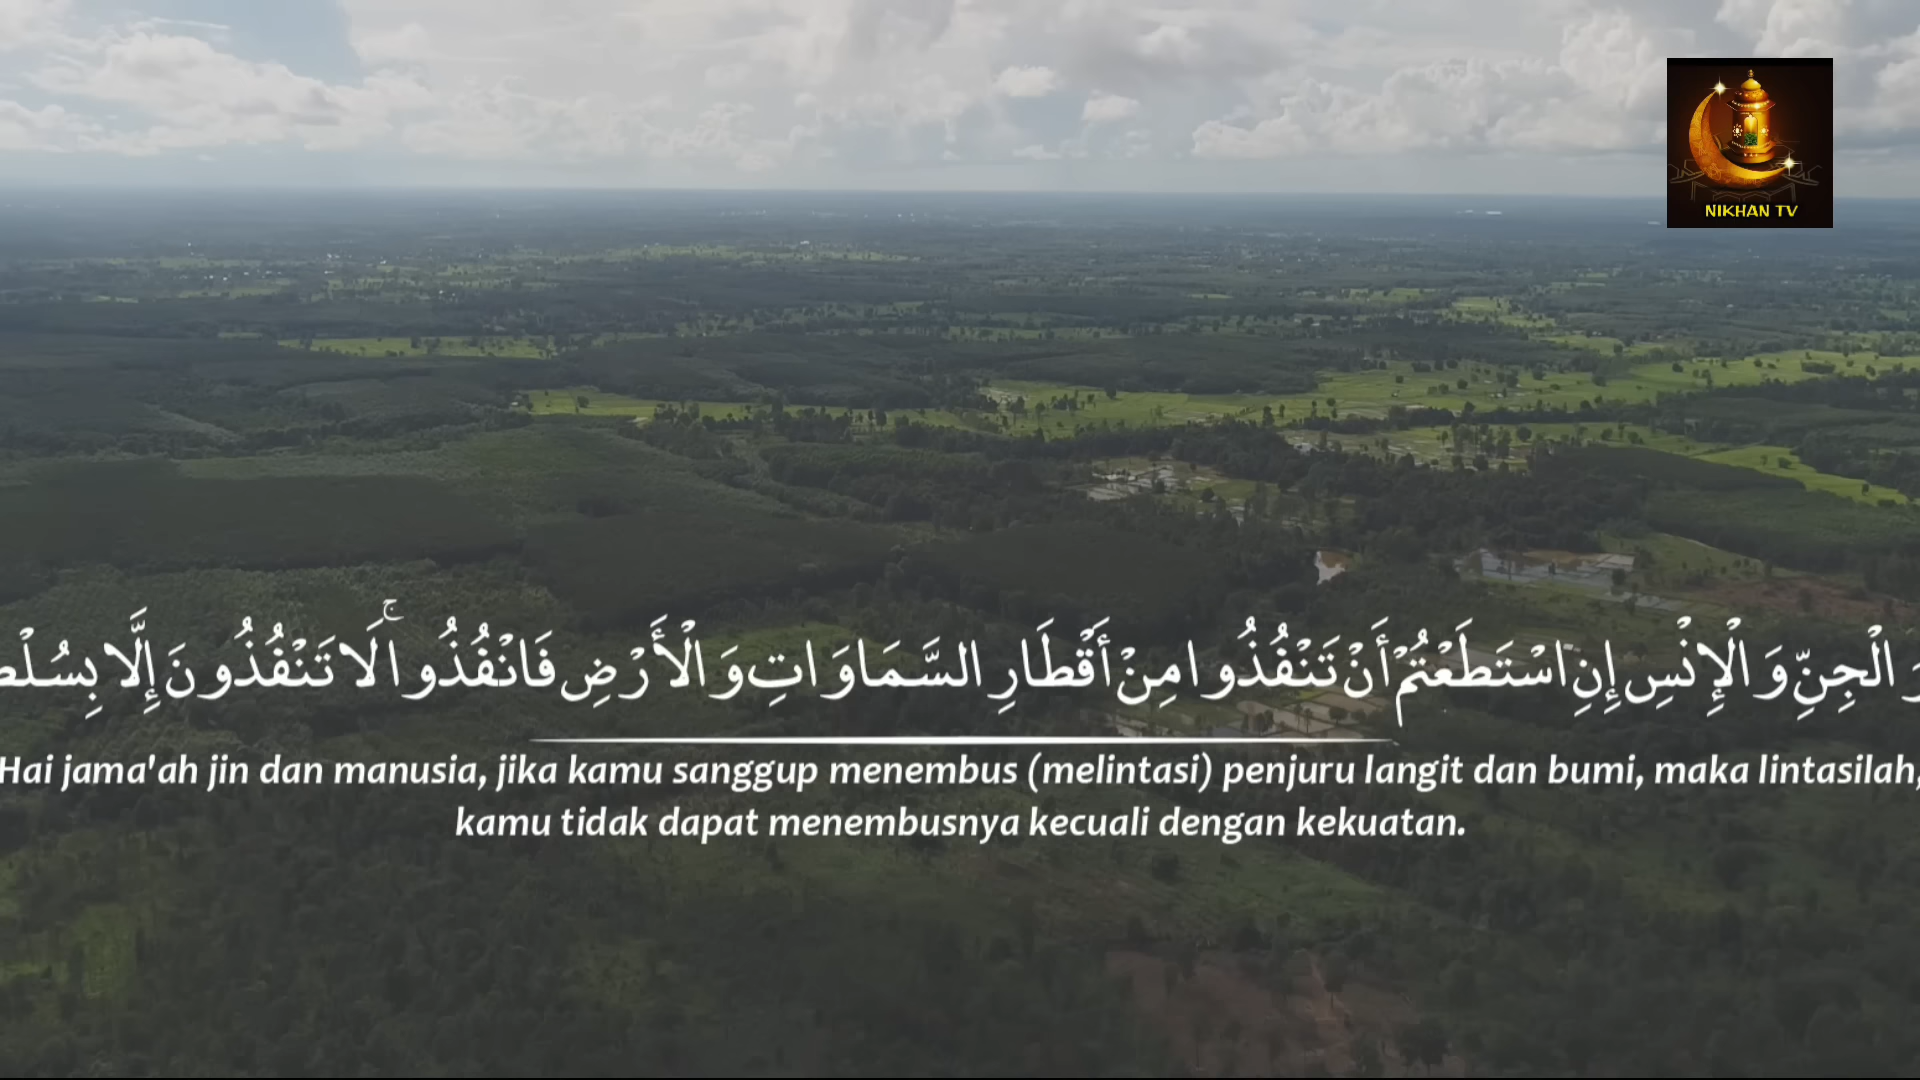 NIKHAN TV
الْجِنِّ وَالْإِنْسِ إِنِ اسْتَطَعْتُمْ أَنْ تَنْفُذُوا مِنْ أَقْطَارِ السَّمَاوَاتِ وَالْأَرْضِ فَانْفُذُوا ۚ لَا تَنْفُذُونَ إِلَّا
Hai jama'ah jin dan manusia, jika kamu sanggup menembus (melintasi) penjuru langit dan bumi, maka lintasilah,
kamu tidak dapat menembusnya kecuali dengan kekuatan.